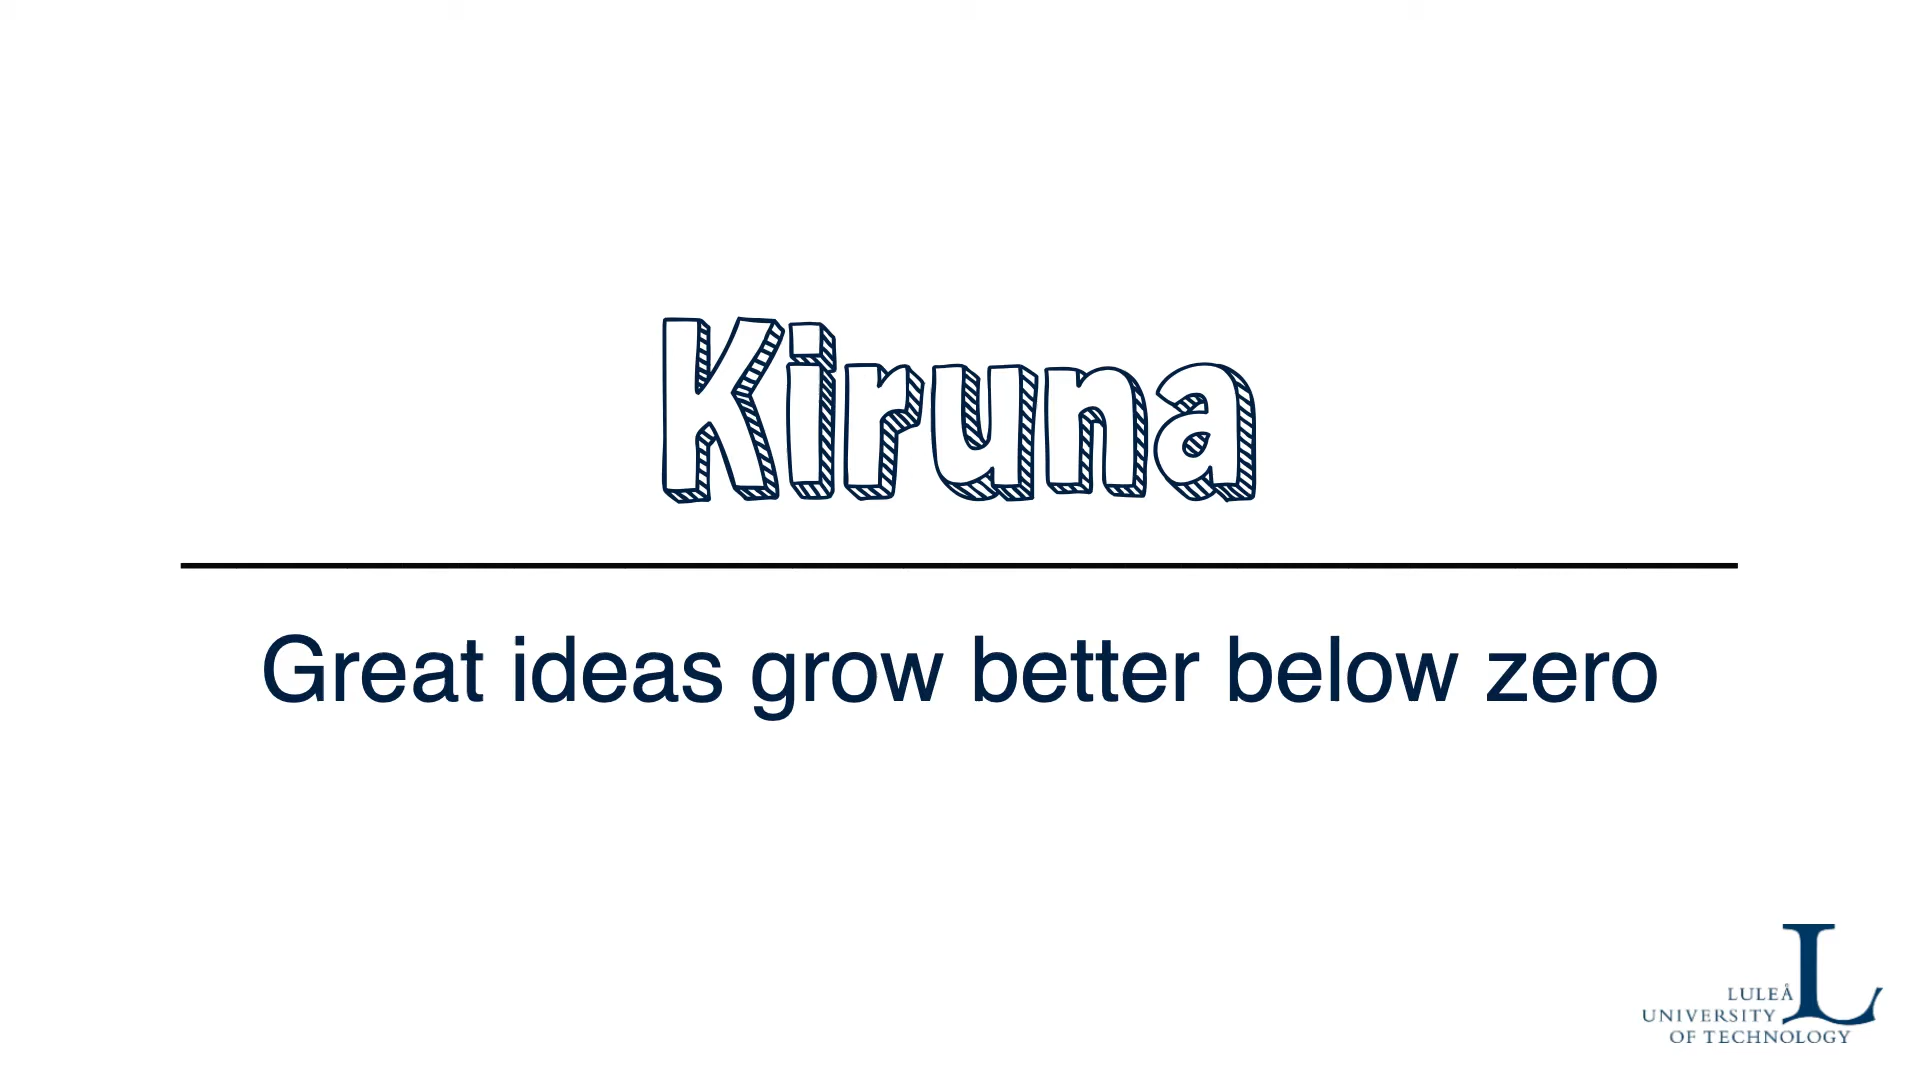 Kiruna
Great ideas grow better below zero
LULEÅ
UNIVERSITY
OF TECHNOLOGY
L